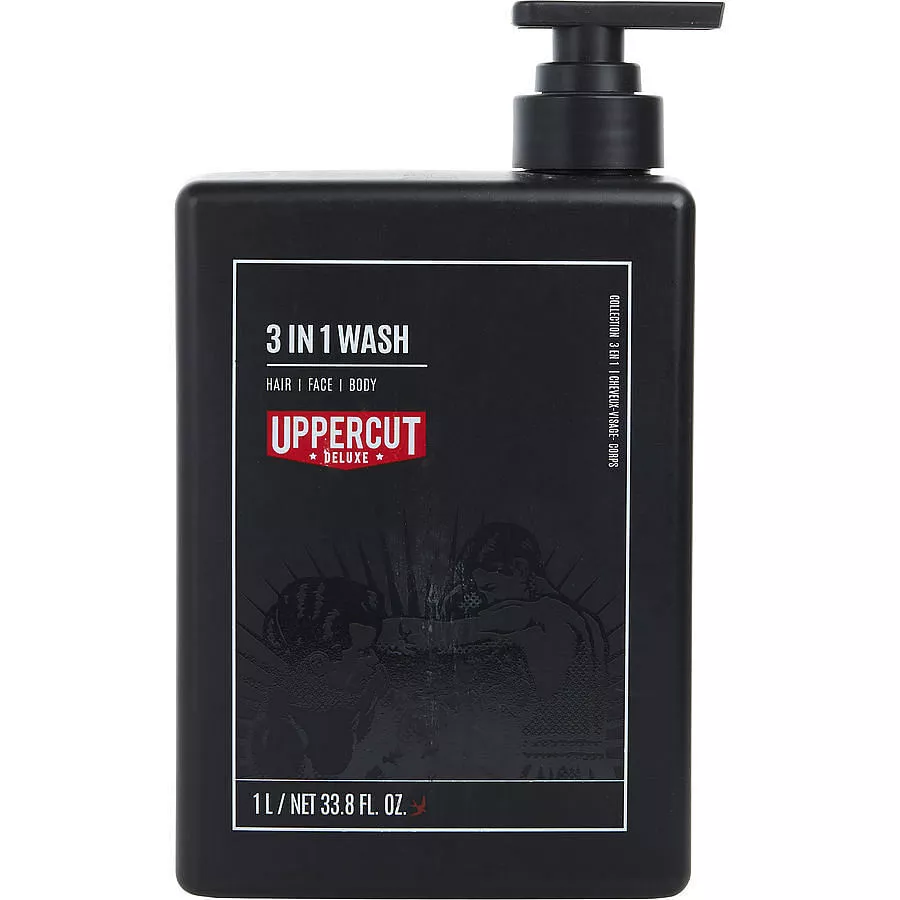 3 IN 1 WASH
HAIR | FACE | BODY
UPPERCUT
★ DELUXE ★
COLLECTION 3 EN 1 | CHEVEUX-VISAGE- CORPS
1 L / NET 33.8 FL. OZ.